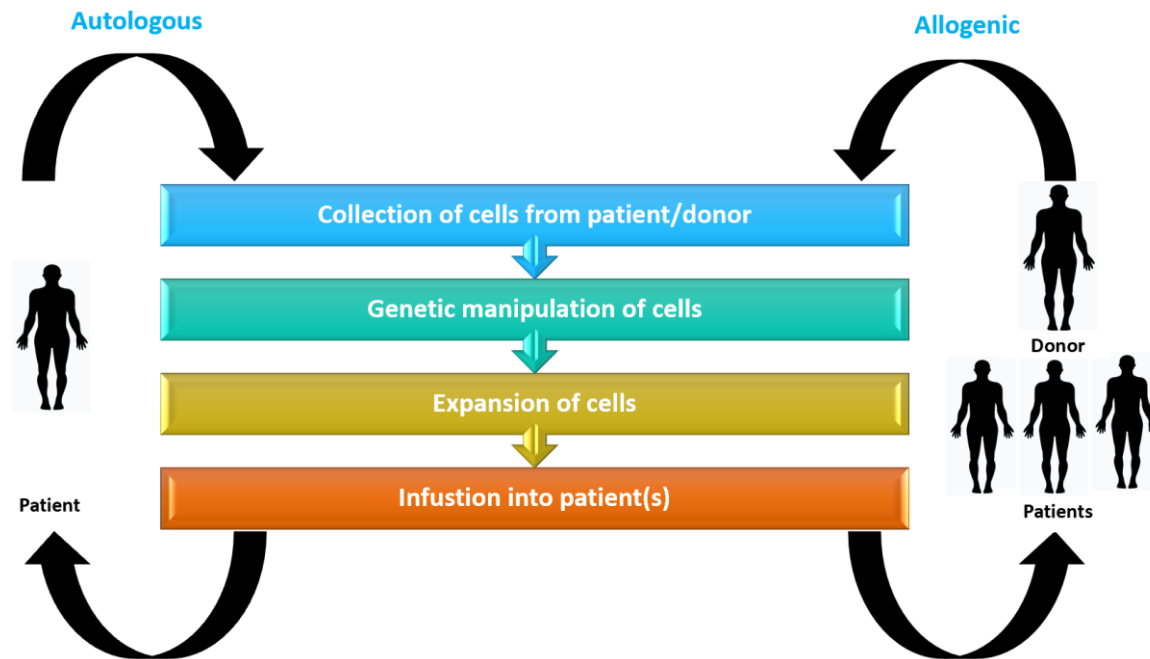 Autologous
Allogenic
Collection of cells from patient/donor
Genetic manipulation of cells
Donor
Expansion of cells
Infustion into patient(s)
Patient
Patients